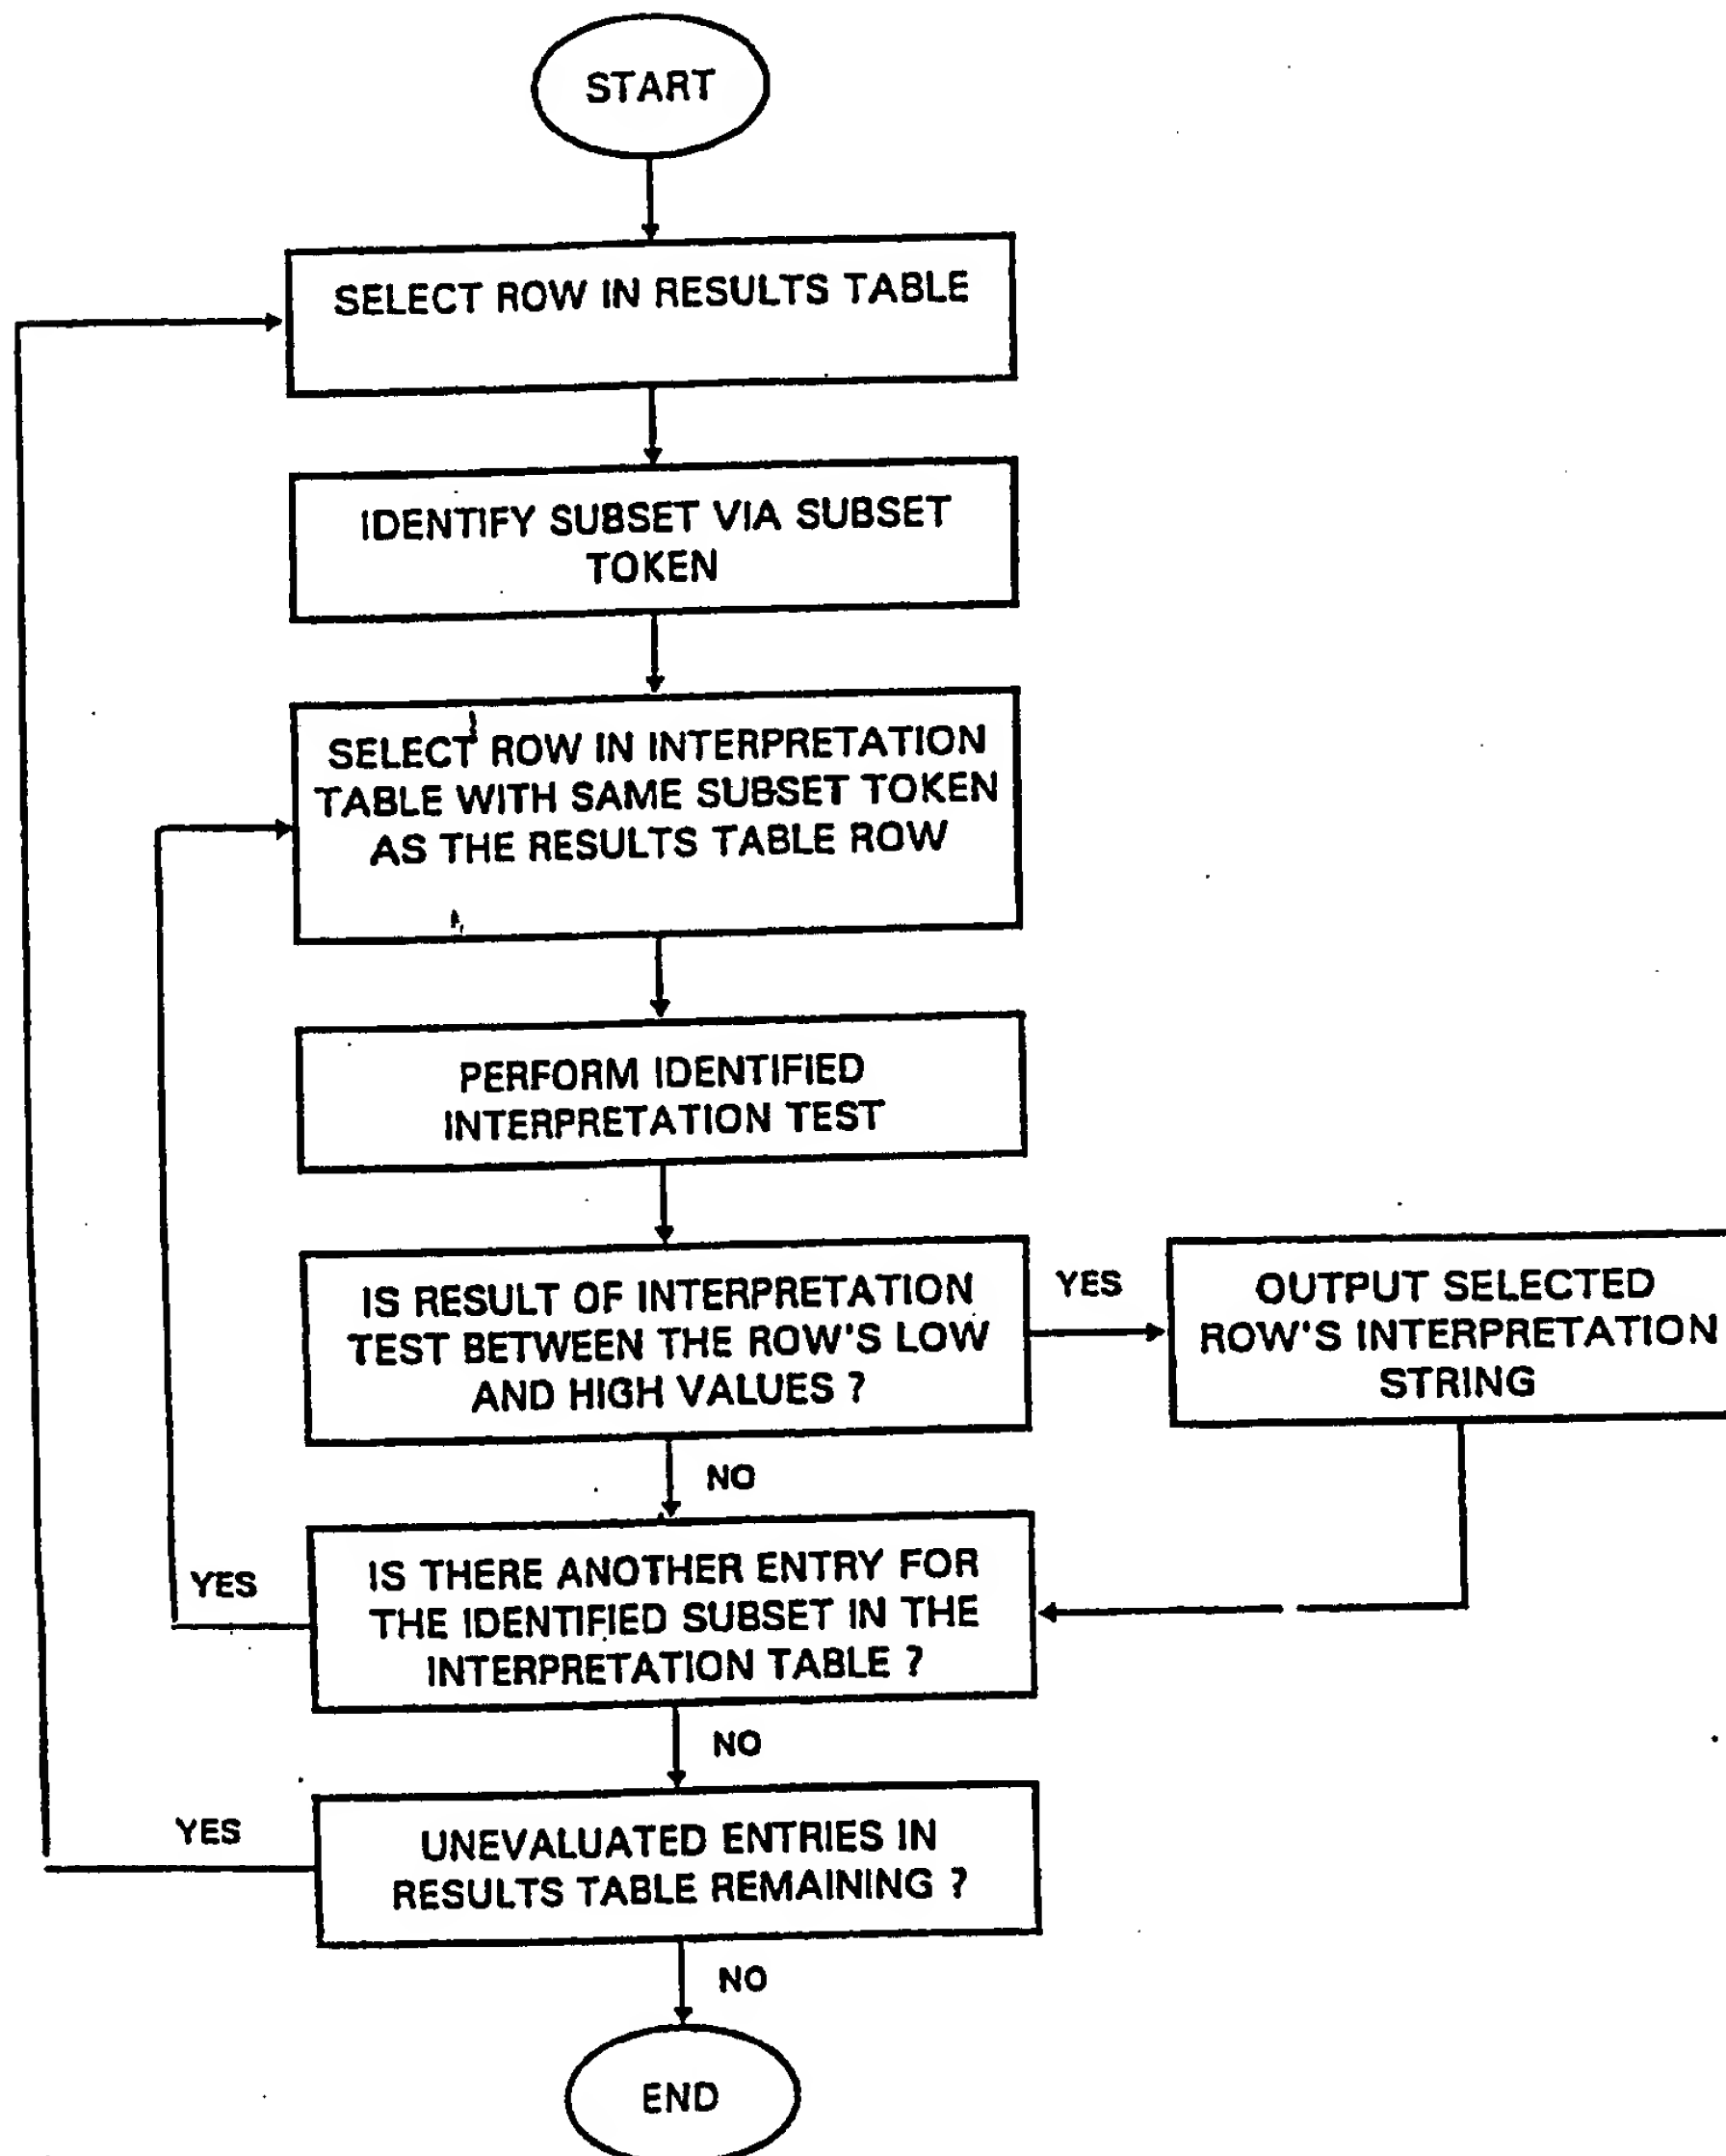 START
SELECT ROW IN RESULTS TABLE
IDENTIFY SUBSET VIA SUBSET
TOKEN
SELECT ROW IN INTERPRETATION
TABLE WITH SAME SUBSET TOKEN
AS THE RESULTS TABLE ROW
PERFORM IDENTIFIED
INTERPRETATION TEST
IS RESULT OF INTERPRETATION
TEST BETWEEN THE ROW'S LOW
AND HIGH VALUES ?
YES
OUTPUT SELECTED
ROW'S INTERPRETATION
STRING
NO
IS THERE ANOTHER ENTRY FOR
THE IDENTIFIED SUBSET IN THE
INTERPRETATION TABLE ?
YES
NO
UNEVALUATED ENTRIES IN
RESULTS TABLE REMAINING ?
YES
NO
END